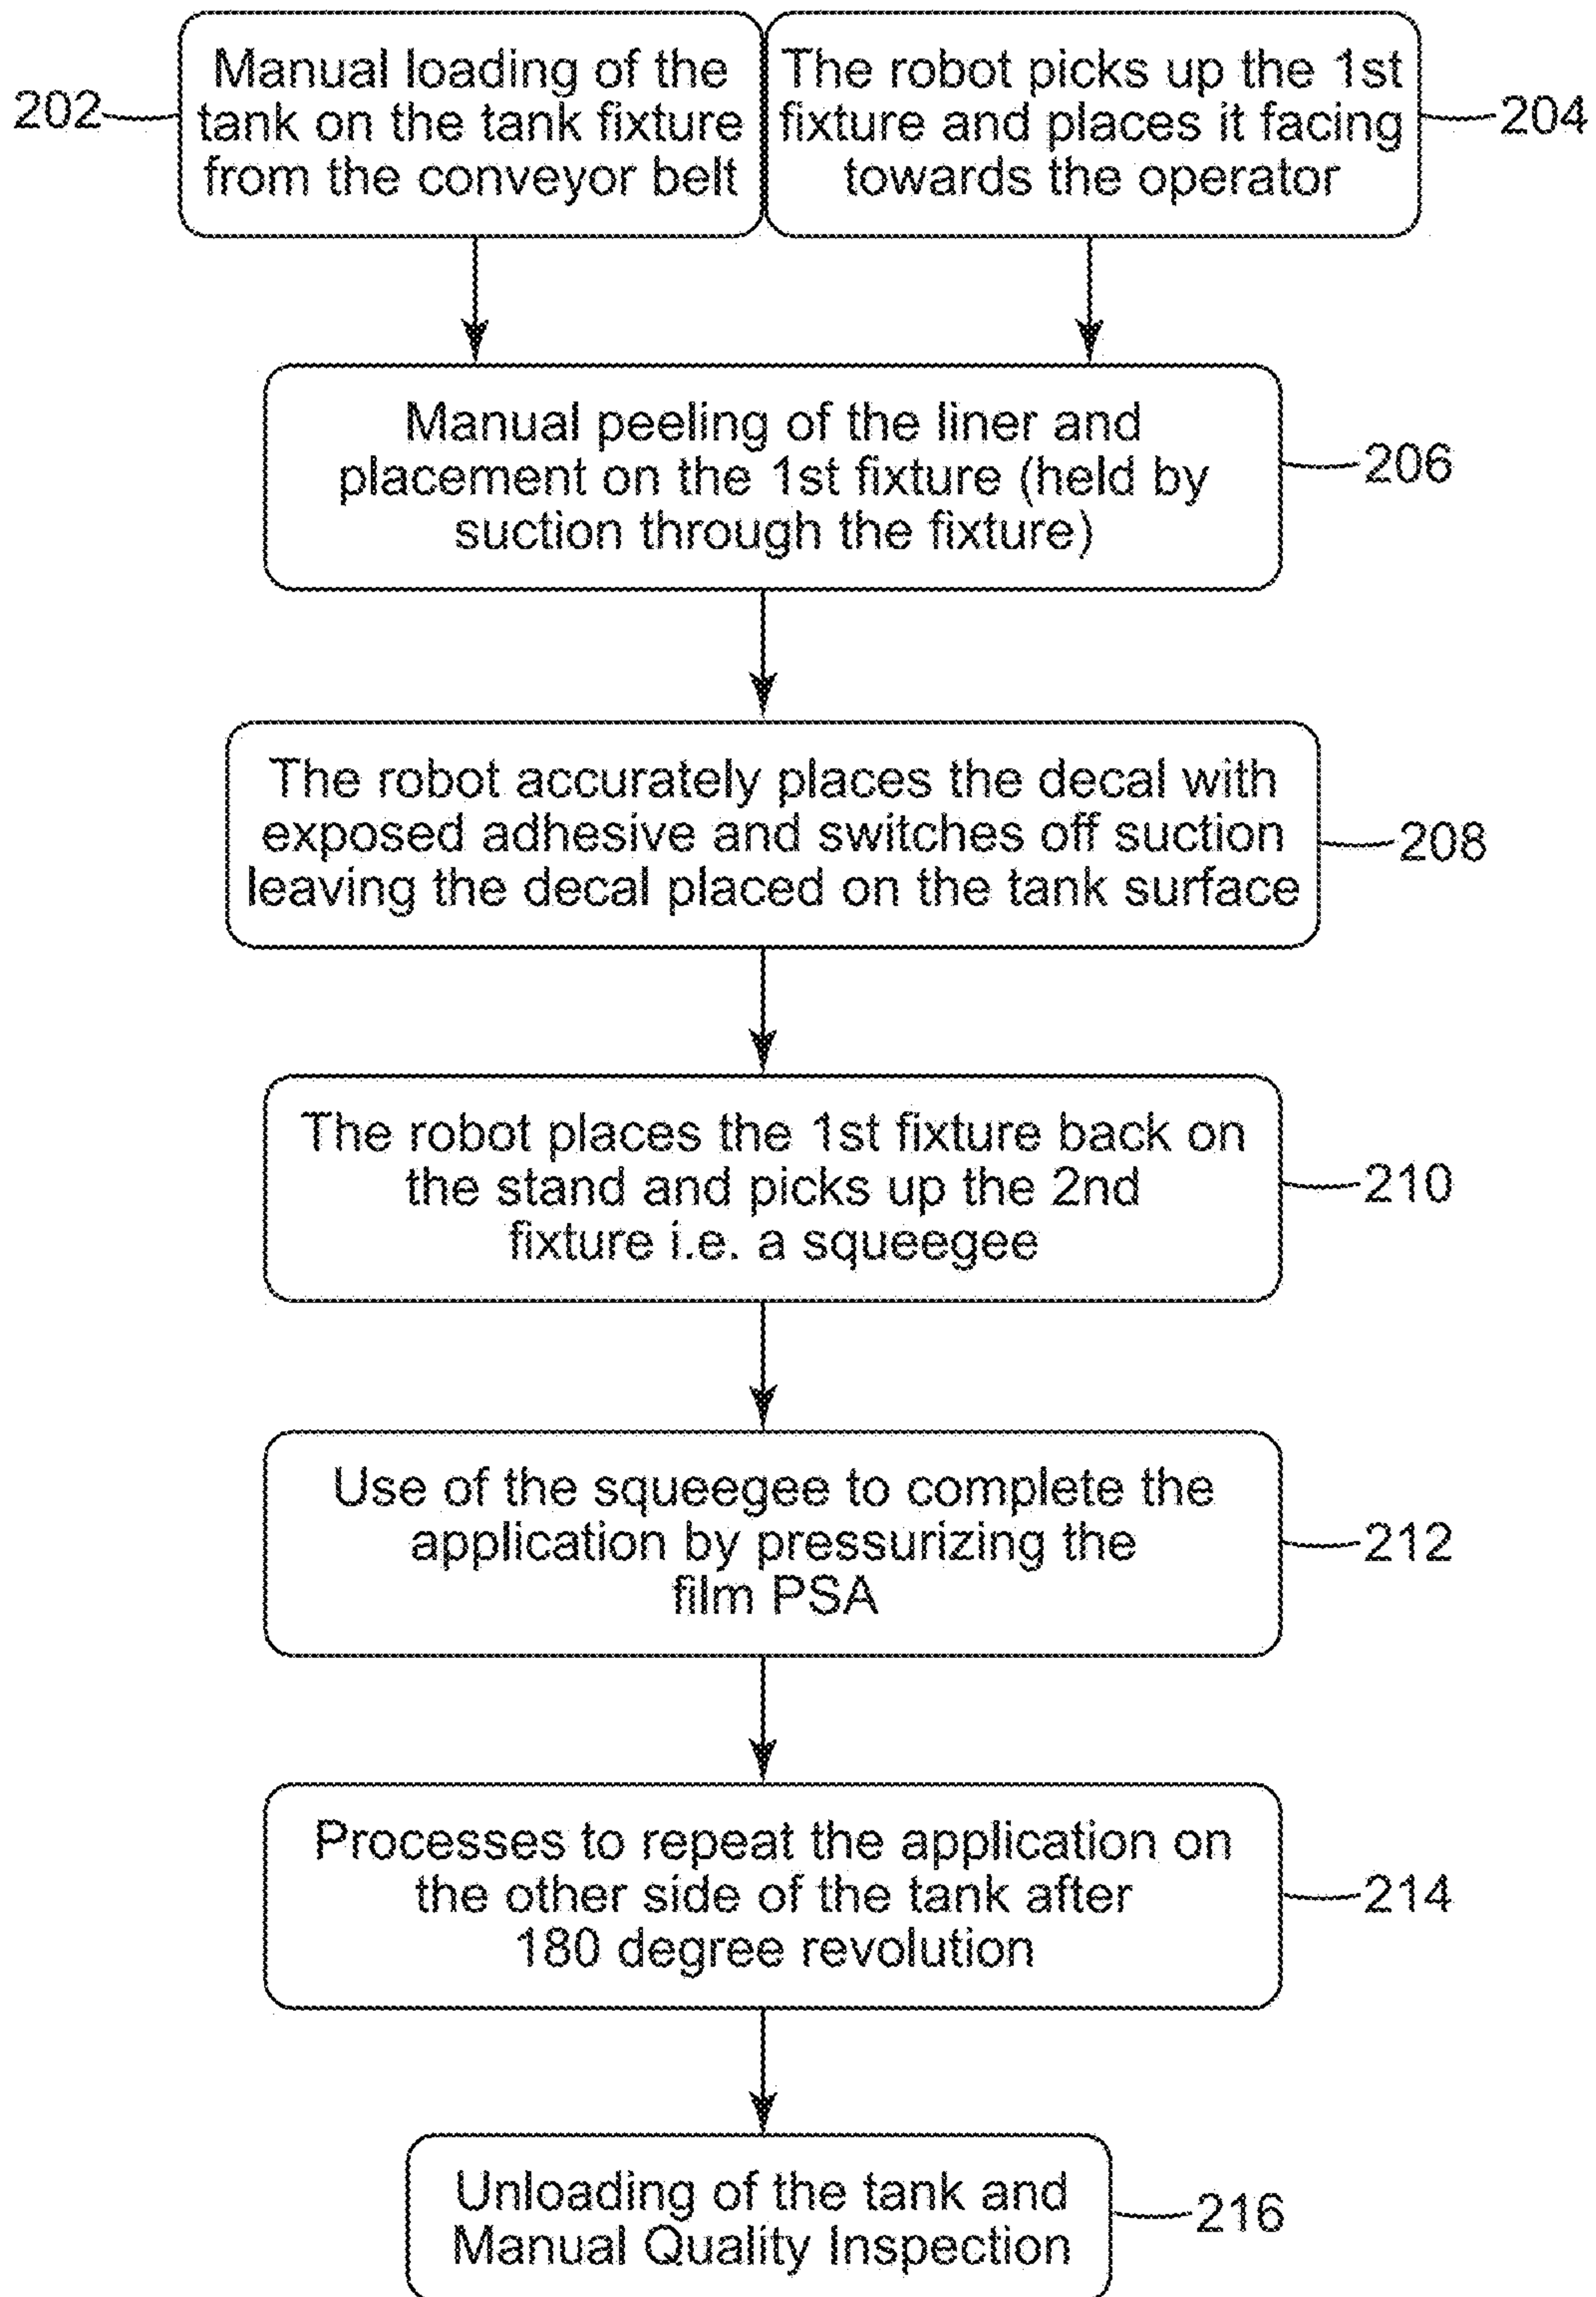 202
Manual loading of the
tank on the tank fixture
from the conveyor belt
The robot picks up the 1st
fixture and places it facing
towards the operator
204
Manual peeling of the liner and
placement on the 1st fixture (held by
suction through the fixture)
206
The robot accurately places the decal with
exposed adhesive and switches off suction
leaving the decal placed on the tank surface
208
The robot places the 1st fixture back on
the stand and picks up the 2nd
fixture i.e. a squeegee
210
Use of the squeegee to complete the
application by pressurizing the
film PSA
212
Processes to repeat the application on
the other side of the tank after
180 degree revolution
214
Unloading of the tank and
Manual Quality Inspection
216